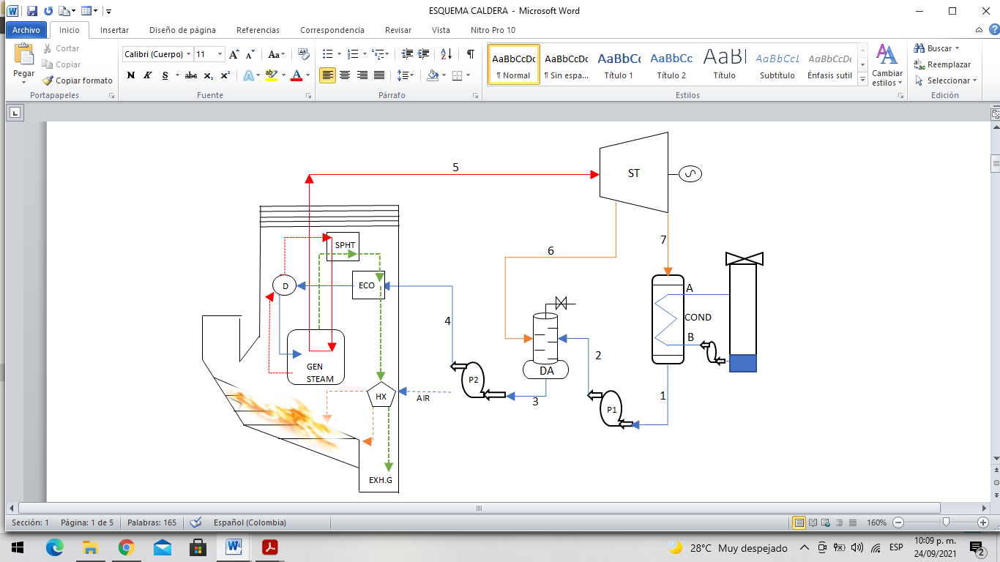 ESQUEMA CALDERA - Microsoft Word
Archivo Inicio Insertar Diseño de página Referencias Correspondencia Revisar Vista Nitro Pro 10
Pegar
Cortar
Copiar
Copiar formato
Portapapeles
Calibri (Cuerpo) 11
N K S abc x₂ x²
Fuente
Párrafo
AaBbCcDc
¶ Normal
AaBbCcDc
¶ Sin espa...
AaBbCc
Título 1
AaBbCc
Título 2
AaB
Título
AaBbCcL
Subtítulo
AaBbCcDc
Énfasis sutil
Cambiar
estilos
Estilos
Buscar
Reemplazar
Seleccionar
Edición
5
ST
7
SPHT
6
D
ECO
A
COND
B
4
2
GEN
STEAM
DA
P2
HX
AIR
3
1
P1
EXH.G
Sección: 1 Página: 1 de 5 Palabras: 165 Español (Colombia) 160%
28°C Muy despejado ESP 10:09 p. m.
24/09/2021
2